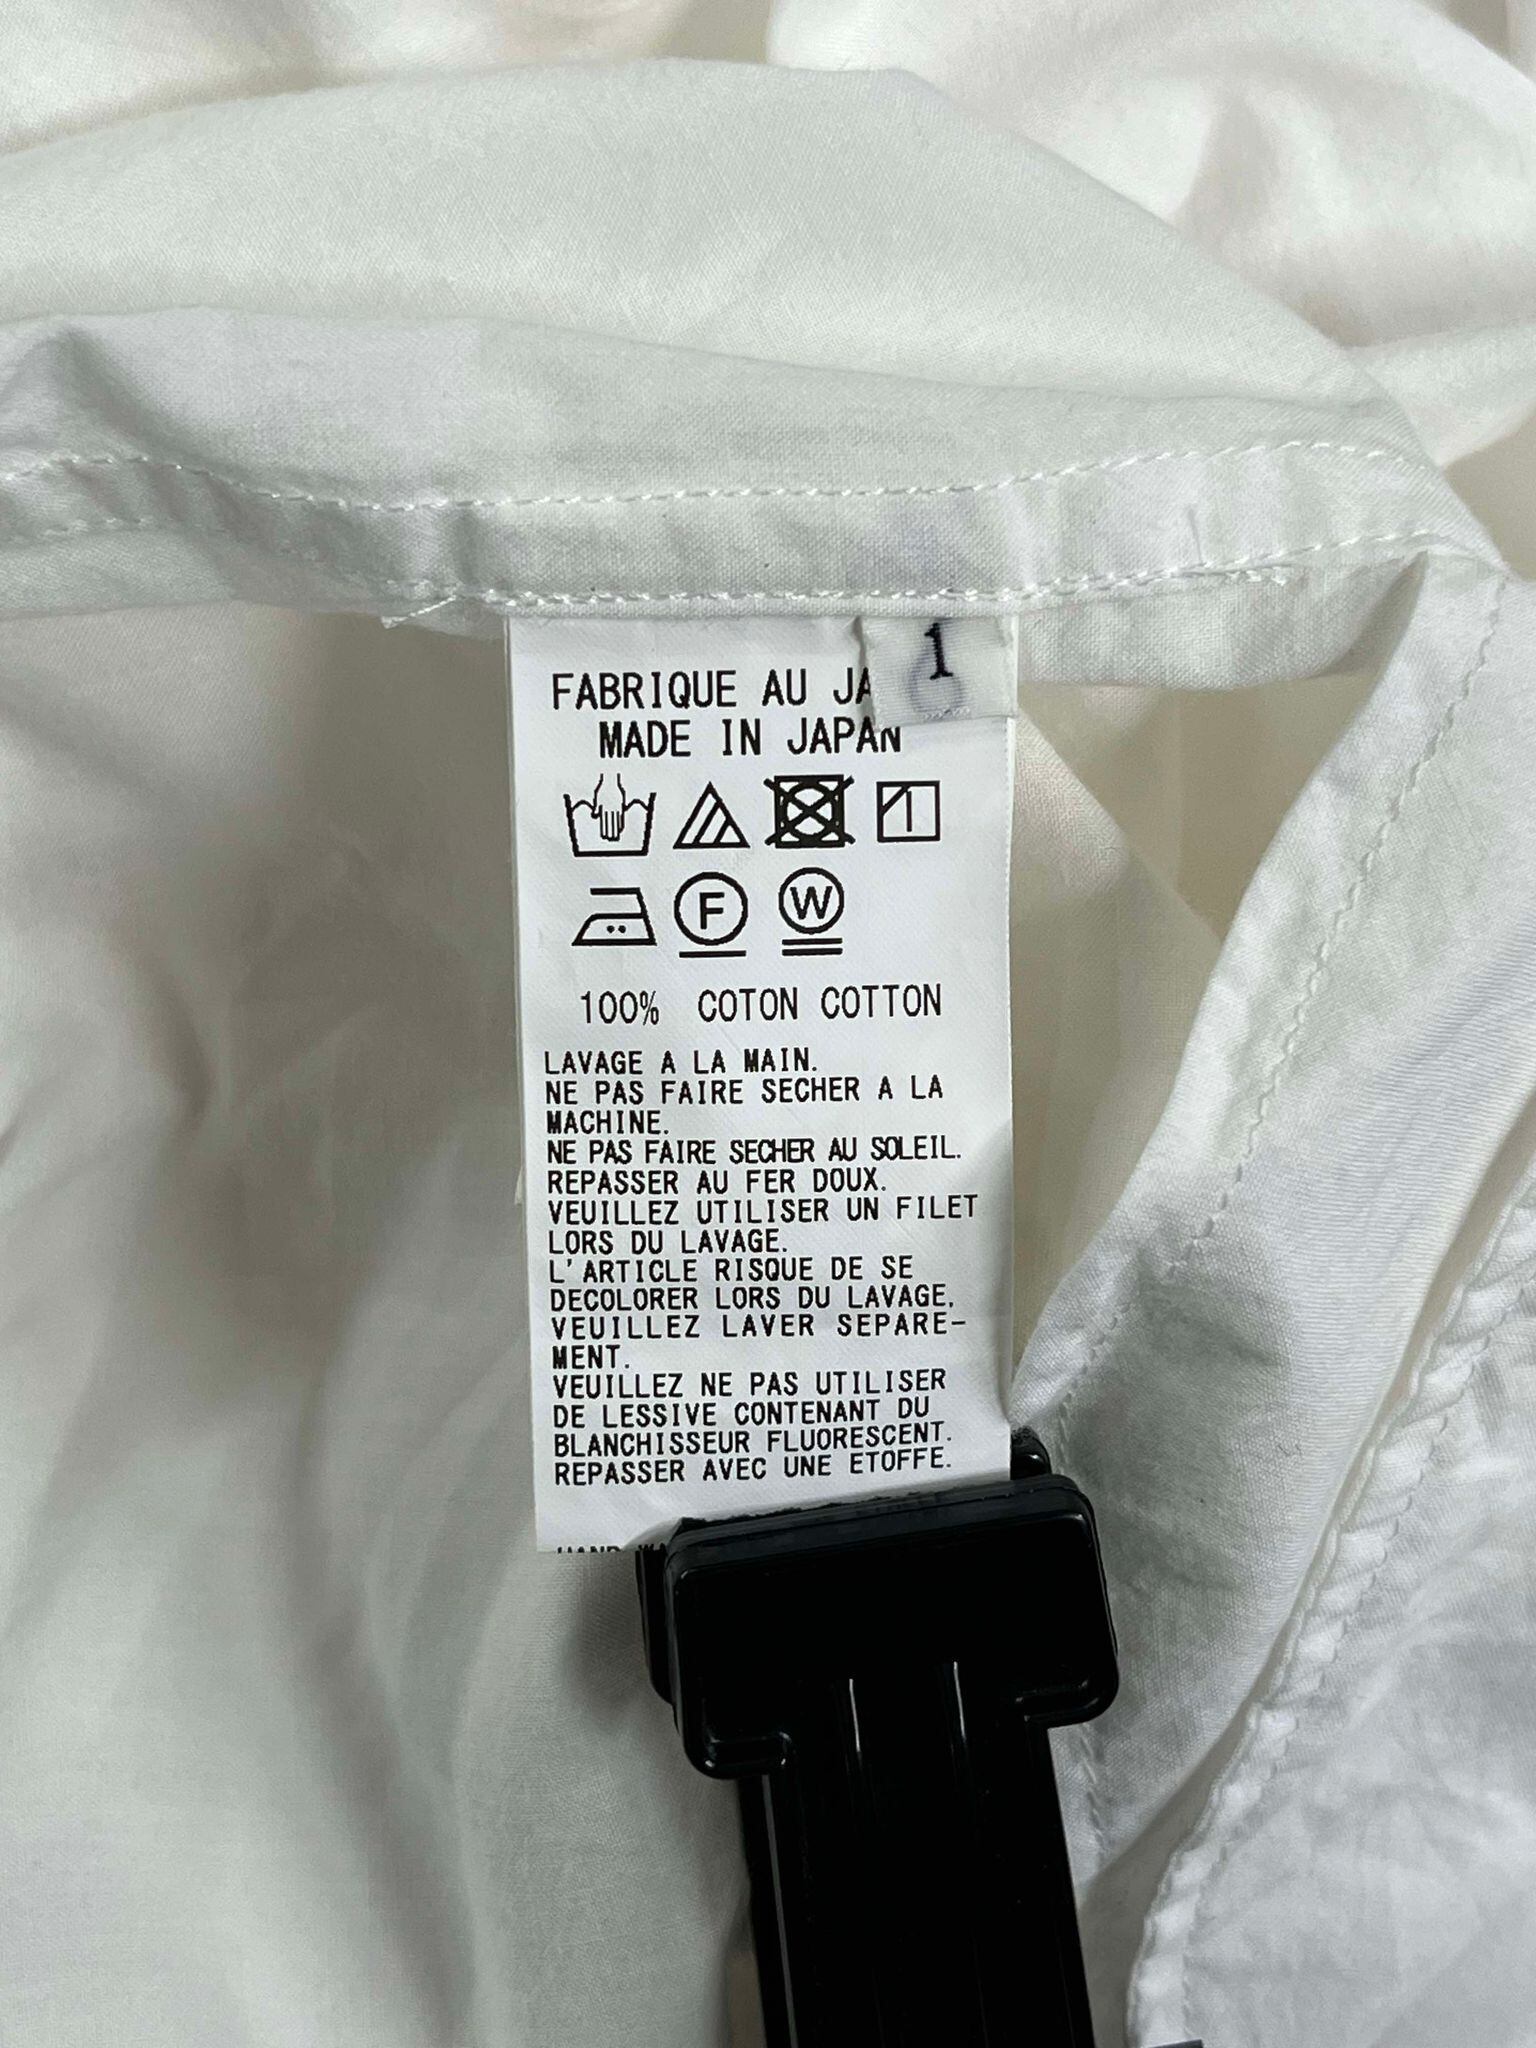 1
FABRIQUE AU
MADE IN JAPAN
F W
100% COTON COTTON
LAVAGE A LA MAIN.
NE PAS FAIRE SECHER A LA
MACHINE.
NE PAS FAIRE SECHER AU SOLEIL.
REPASSER AU FER DOUX.
VEUILLEZ UTILISER UN FILET
LORS DU LAVAGE.
L'ARTICLE RISQUE DE SE
DECOLORER LORS DU LAVAGE,
VEUILLEZ LAVER SEPARE-
MENT.
VEUILLEZ NE PAS UTILISER
DE LESSIVE CONTENANT DU
BLANCHISSEUR FLUORESCENT.
REPASSER AVEC UNE ETOFFE.